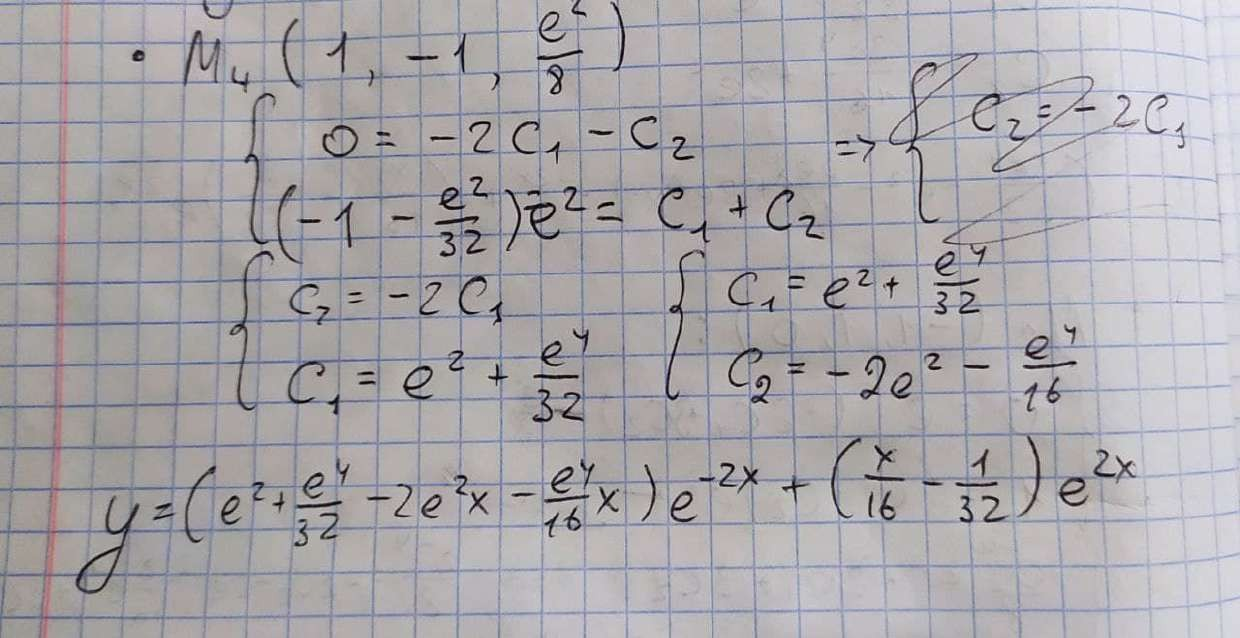 • M₄ (1, -1, e²/8)
{ 0 = -2C₁ - C₂ => { C₂ = -2C₁
{ (-1 - e²/32) e² = C₁ + C₂
{ C₂ = -2C₁ { C₁ = e² + e⁴/32
{ C₁ = e² + e⁴/32 { C₂ = -2e² - e⁴/16
y = (e² + e⁴/32 - 2e²x - e⁴/16 x) e^(-2x) + (x/16 - 1/32) e^(2x)